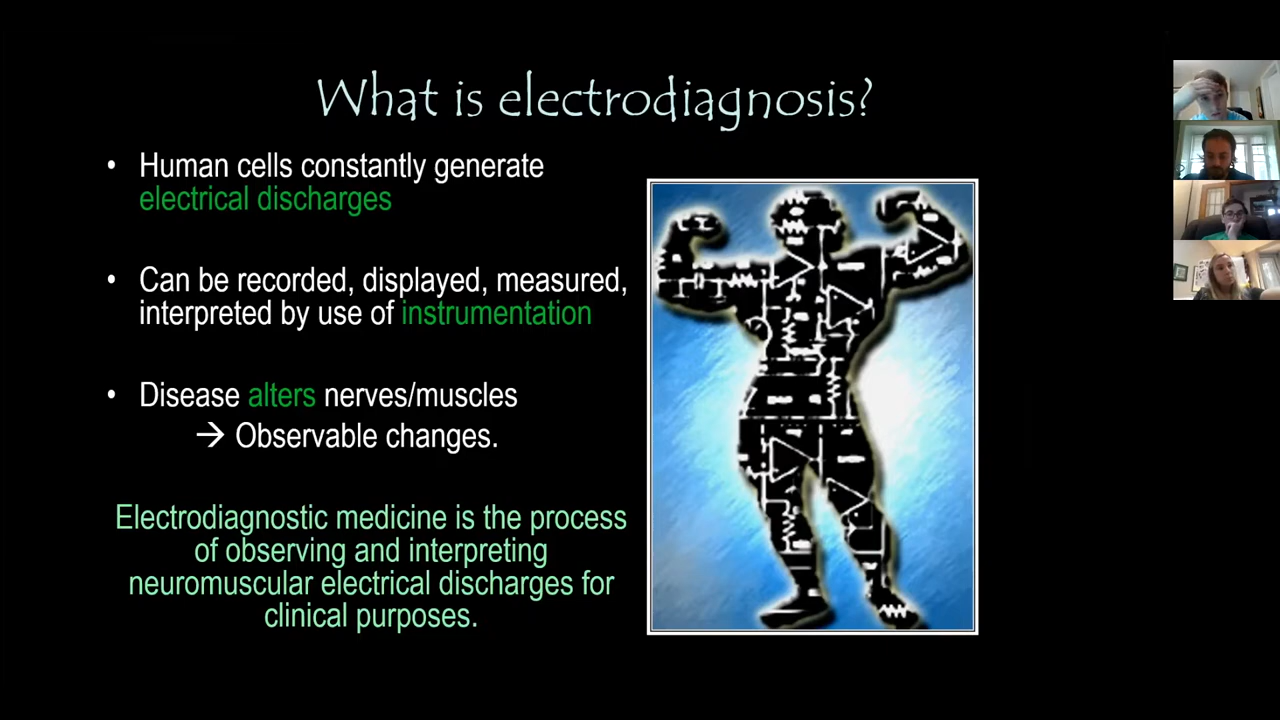 What is electrodiagnosis?
• Human cells constantly generate
electrical discharges
• Can be recorded, displayed, measured,
interpreted by use of instrumentation
• Disease alters nerves/muscles
→ Observable changes.
Electrodiagnostic medicine is the process
of observing and interpreting
neuromuscular electrical discharges for
clinical purposes.